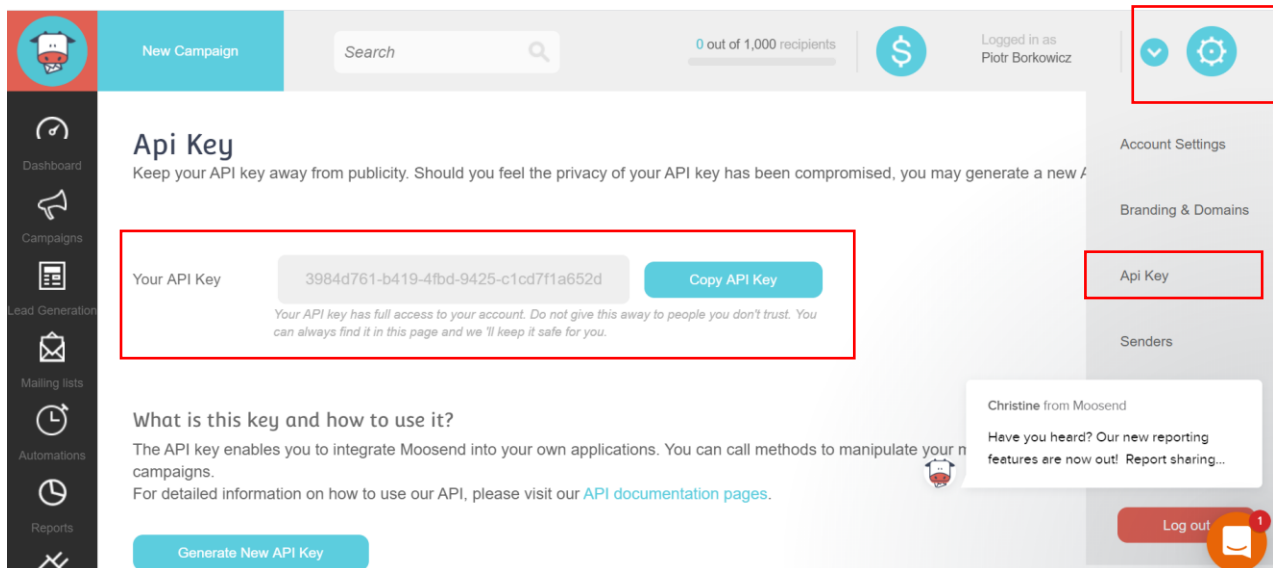 New Campaign
Search
0 out of 1,000 recipients
$
Logged in as
Piotr Borkowicz
Dashboard
Campaigns
Lead Generation
Mailing lists
Automations
Reports
Api Key
Keep your API key away from publicity. Should you feel the privacy of your API key has been compromised, you may generate a new
Your API Key
3984d761-b419-4fbd-9425-c1cd7f1a652d
Copy API Key
Your API key has full access to your account. Do not give this away to people you don't trust. You
can always find it in this page and we 'll keep it safe for you.
What is this key and how to use it?
The API key enables you to integrate Moosend into your own applications. You can call methods to manipulate your
campaigns.
For detailed information on how to use our API, please visit our API documentation pages.
Generate New API Key
Account Settings
Branding & Domains
Api Key
Senders
Christine from Moosend
Have you heard? Our new reporting
features are now out! Report sharing...
Log out
1